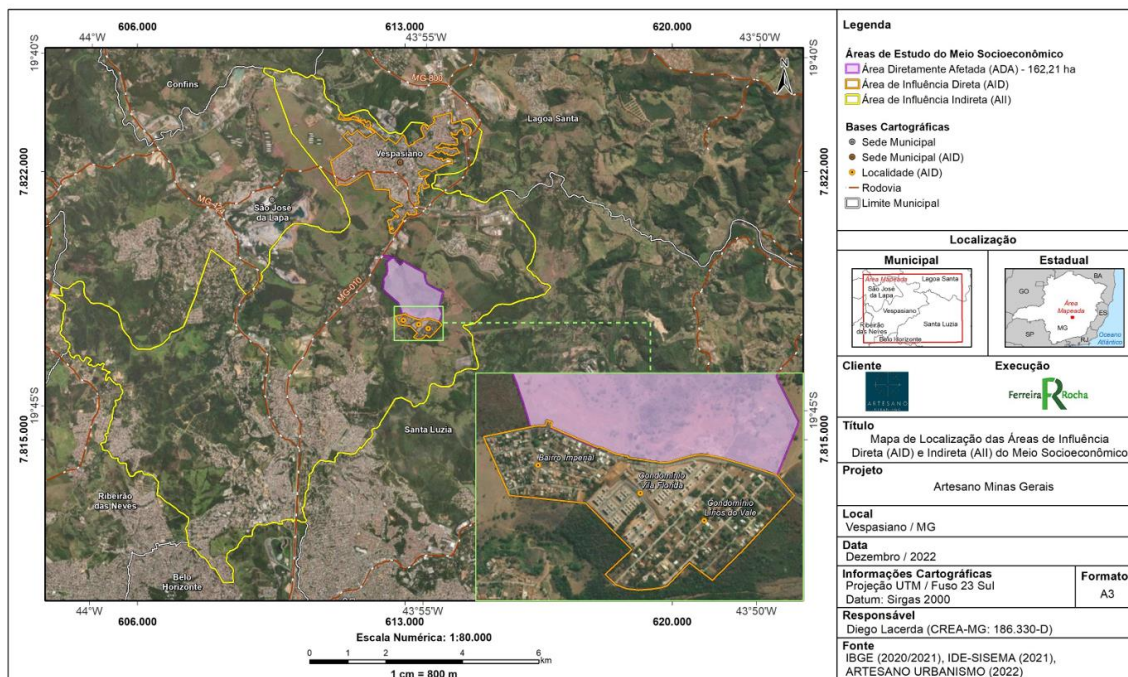 606.000
613.000
620.000
44°W
43°55'W
43°50'W
19°40'S
19°40'S
MG-800
Confins
Lagoa Santa
Vespasiano
7.822.000
7.822.000
MG-424
São José
da Lapa
MG-010
19°45'S
19°45'S
7.815.000
7.815.000
Santa Luzia
Ribeirão
das Neves
Belo
Horizonte
Bairro Imperial
Condomínio
Vila Florida
Condomínio
Lírios do Vale
44°W
43°55'W
43°50'W
606.000
613.000
620.000
Escala Numérica: 1:80.000
0 1 2 4 6
km
1 cm = 800 m
N
Legenda
Áreas de Estudo do Meio Socioeconômico
Área Diretamente Afetada (ADA) - 162,21 ha
Área de Influência Direta (AID)
Área de Influência Indireta (AII)
Bases Cartográficas
Sede Municipal
Sede Municipal (AID)
Localidade (AID)
Rodovia
Limite Municipal
Localização
Municipal
Estadual
Área Mapeada
Lagoa Santa
São José
da Lapa
Vespasiano
Santa Luzia
Ribeirão
das Neves
Belo Horizonte
GO
BA
Área
Mapeada
MG
ES
SP
RJ
Oceano
Atlântico
Cliente
Execução
ARTESANO
Ferreira Rocha
Título
Mapa de Localização das Áreas de Influência
Direta (AID) e Indireta (AII) do Meio Socioeconômico
Projeto
Artesano Minas Gerais
Local
Vespasiano / MG
Data
Dezembro / 2022
Informações Cartográficas
Projeção UTM / Fuso 23 Sul
Datum: Sirgas 2000
Formato
A3
Responsável
Diego Lacerda (CREA-MG: 186.330-D)
Fonte
IBGE (2020/2021), IDE-SISEMA (2021),
ARTESANO URBANISMO (2022)